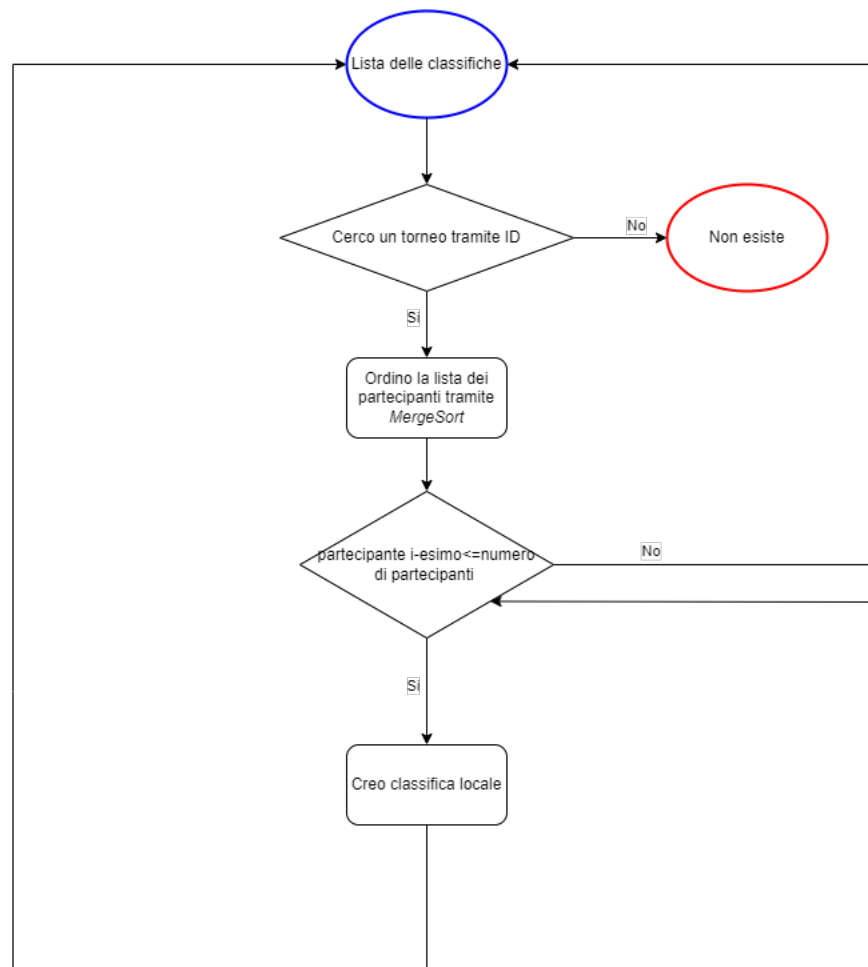 Lista delle classifiche
Cerco un torneo tramite ID
No
Non esiste
Si
Ordino la lista dei
partecipanti tramite
MergeSort
partecipante i-esimo<=numero
di partecipanti
No
Si
Creo classifica locale